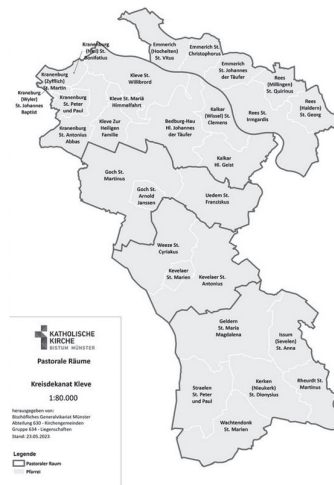 Kranenburg
(Niel) St.
Bonifatius
Kranenburg
(Zyfflich)
St. Martin
Kranenburg
(Wyler)
St. Johannes
Baptist
Kranenburg
St. Peter
und Paul
Kranenburg
St. Antonius
Abbas
Kleve St.
Willibrord
Kleve St. Mariä
Himmelfahrt
Kleve Zur
Heiligen
Familie
Emmerich
(Hochelten)
St. Vitus
Emmerich St.
Christophorus
Emmerich
St. Johannes
der Täufer
Rees
(Millingen)
St. Quirinus
Rees
(Haldern)
St. Georg
Rees St.
Irmgardis
Bedburg-Hau
Hl. Johannes
der Täufer
Kalkar
(Wissel) St.
Clemens
Kalkar
Hl. Geist
Goch St.
Martinus
Goch St.
Arnold
Janssen
Uedem St.
Franziskus
Weeze St.
Cyriakus
Kevelaer
St. Marien
Kevelaer St.
Antonius
Geldern
St. Maria
Magdalena
Issum
(Sevelen)
St. Anna
Straelen
St. Peter
und Paul
Kerken
(Nieukerk)
St. Dionysius
Rheurdt St.
Martinus
Wachtendonk
St. Marien
KATHOLISCHE
KIRCHE
BISTUM MÜNSTER
Pastorale Räume
Kreisdekanat Kleve
1:80.000
herausgegeben von:
Bischöfliches Generalvikariat Münster
Abteilung 630 - Kirchengemeinden
Gruppe 634 - Liegenschaften
Stand: 23.05.2023
Legende
Pastoraler Raum
Pfarrei